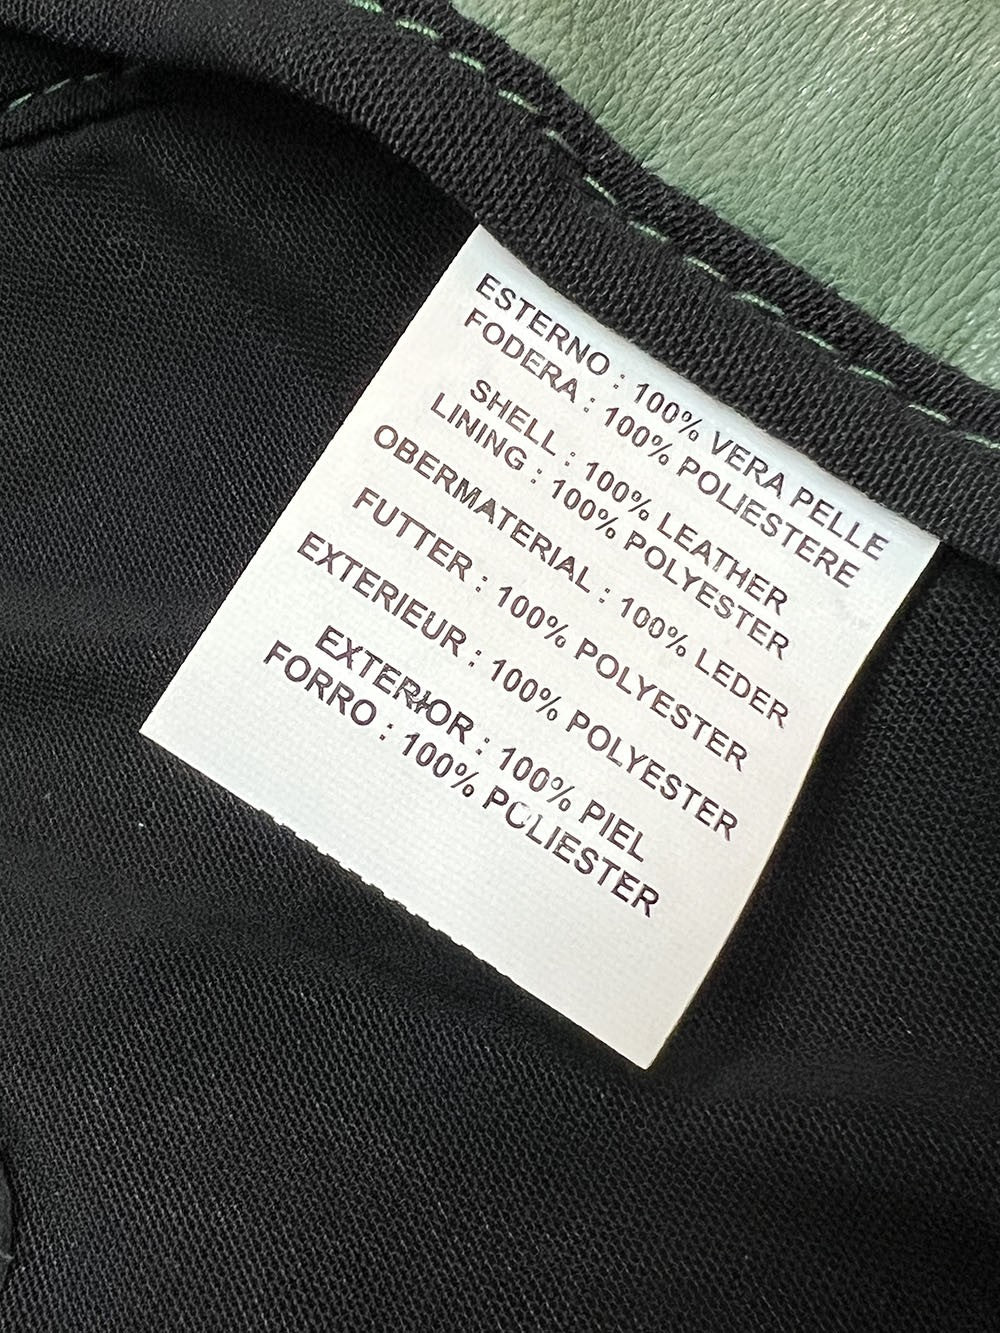 ESTERNO : 100% VERA PELLE
FODERA : 100% POLIESTERE
SHELL : 100% LEATHER
LINING : 100% POLYESTER
OBERMATERIAL : 100% LEDER
FUTTER : 100% POLYESTER
EXTERIEUR : 100% POLYESTER
EXTERIOR : 100% PIEL
FORRO : 100% POLIESTER